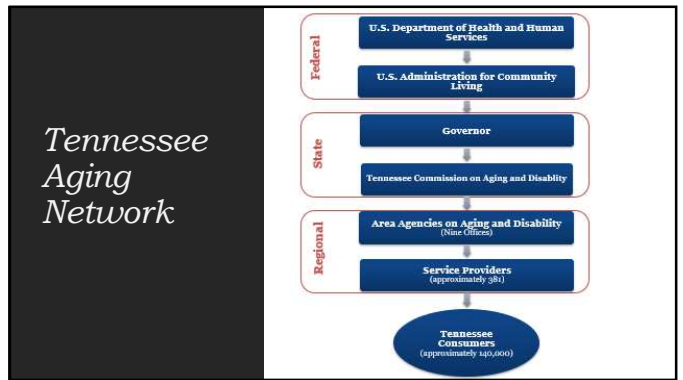 Tennessee
Aging
Network
Federal
U.S. Department of Health and Human
Services
U.S. Administration for Community
Living
State
Governor
Tennessee Commission on Aging and Disablity
Regional
Area Agencies on Aging and Disability
(Nine Offices)
Service Providers
(approximately 381)
Tennessee
Consumers
(approximately 140,000)